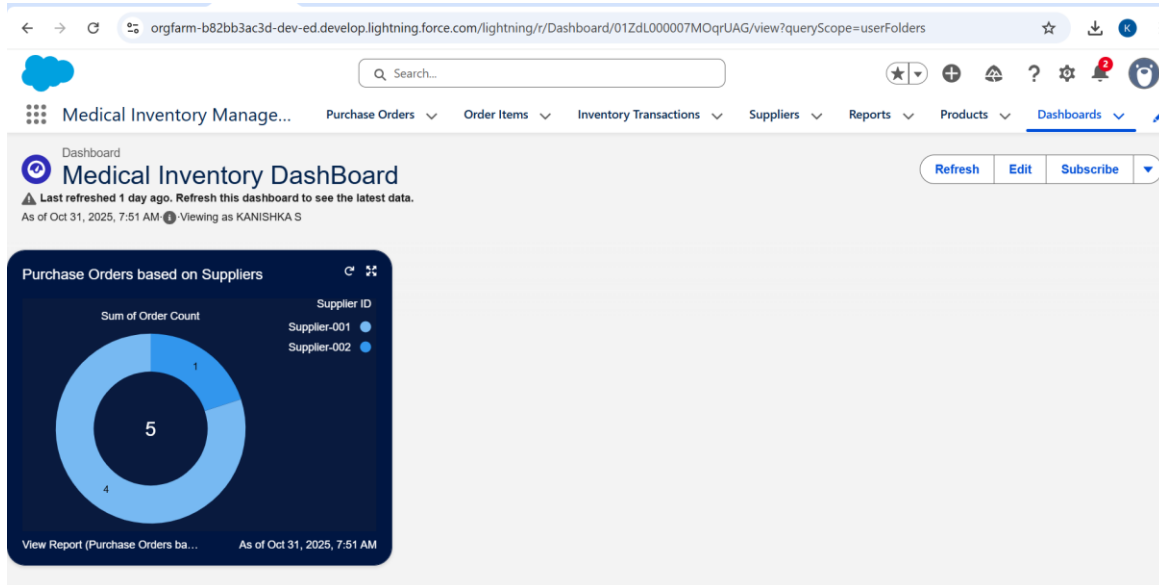 orgfarm-b82bb3ac3d-dev-ed.develop.lightning.force.com/lightning/r/Dashboard/01ZdL000007MOqrUAG/view?queryScope=userFolders
K
Search...
2
Medical Inventory Manage... Purchase Orders Order Items Inventory Transactions Suppliers Reports Products Dashboards
Dashboard
Medical Inventory DashBoard
Last refreshed 1 day ago. Refresh this dashboard to see the latest data.
As of Oct 31, 2025, 7:51 AM·Viewing as KANISHKA S
Refresh Edit Subscribe
Purchase Orders based on Suppliers
Sum of Order Count
Supplier ID
Supplier-001
Supplier-002
1
5
4
View Report (Purchase Orders ba... As of Oct 31, 2025, 7:51 AM